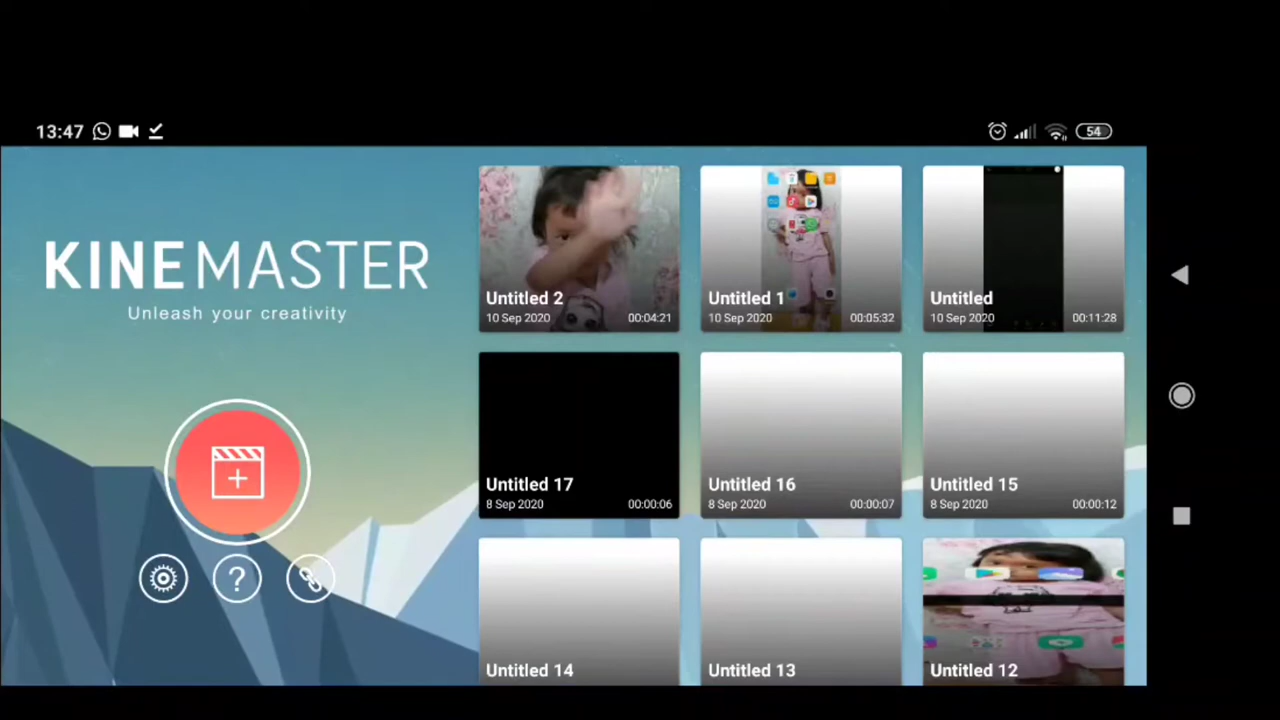 13:47
54
KINEMASTER
Unleash your creativity
Untitled 2
10 Sep 2020 00:04:21
Untitled 1
10 Sep 2020 00:05:32
Untitled
10 Sep 2020 00:11:28
Untitled 17
8 Sep 2020 00:00:06
Untitled 16
8 Sep 2020 00:00:07
Untitled 15
8 Sep 2020 00:00:12
Untitled 14
Untitled 13
Untitled 12